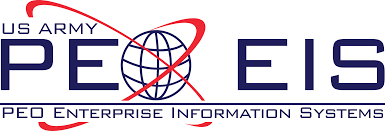 US ARMY
PEO EIS
PEO ENTERPRISE INFORMATION SYSTEMS